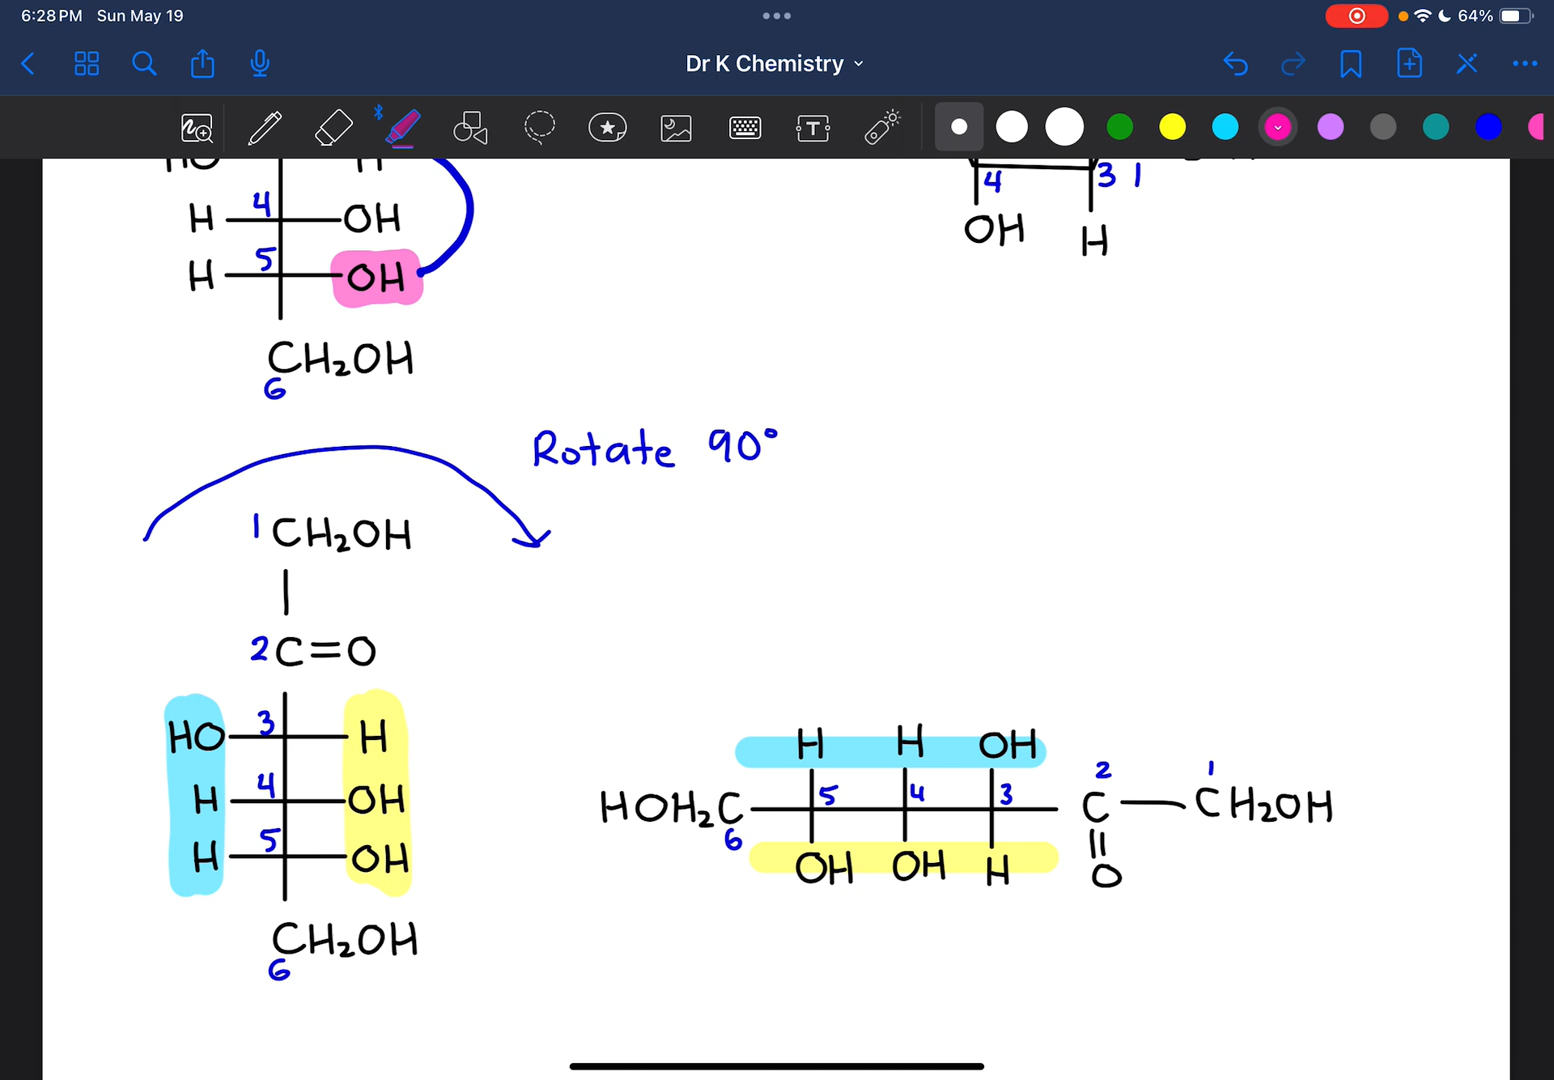 6:28 PM Sun May 19
64%
Dr K Chemistry
T
HO H
H 4 OH
H 5 OH
CH₂OH
6
4 3 1
OH H
Rotate 90°
1 CH₂OH
2 C=O
HO 3 H
H 4 OH
H 5 OH
CH₂OH
6
H H OH
HOH₂C 5 4 3 C 2 — CH₂OH 1
6
OH OH H O